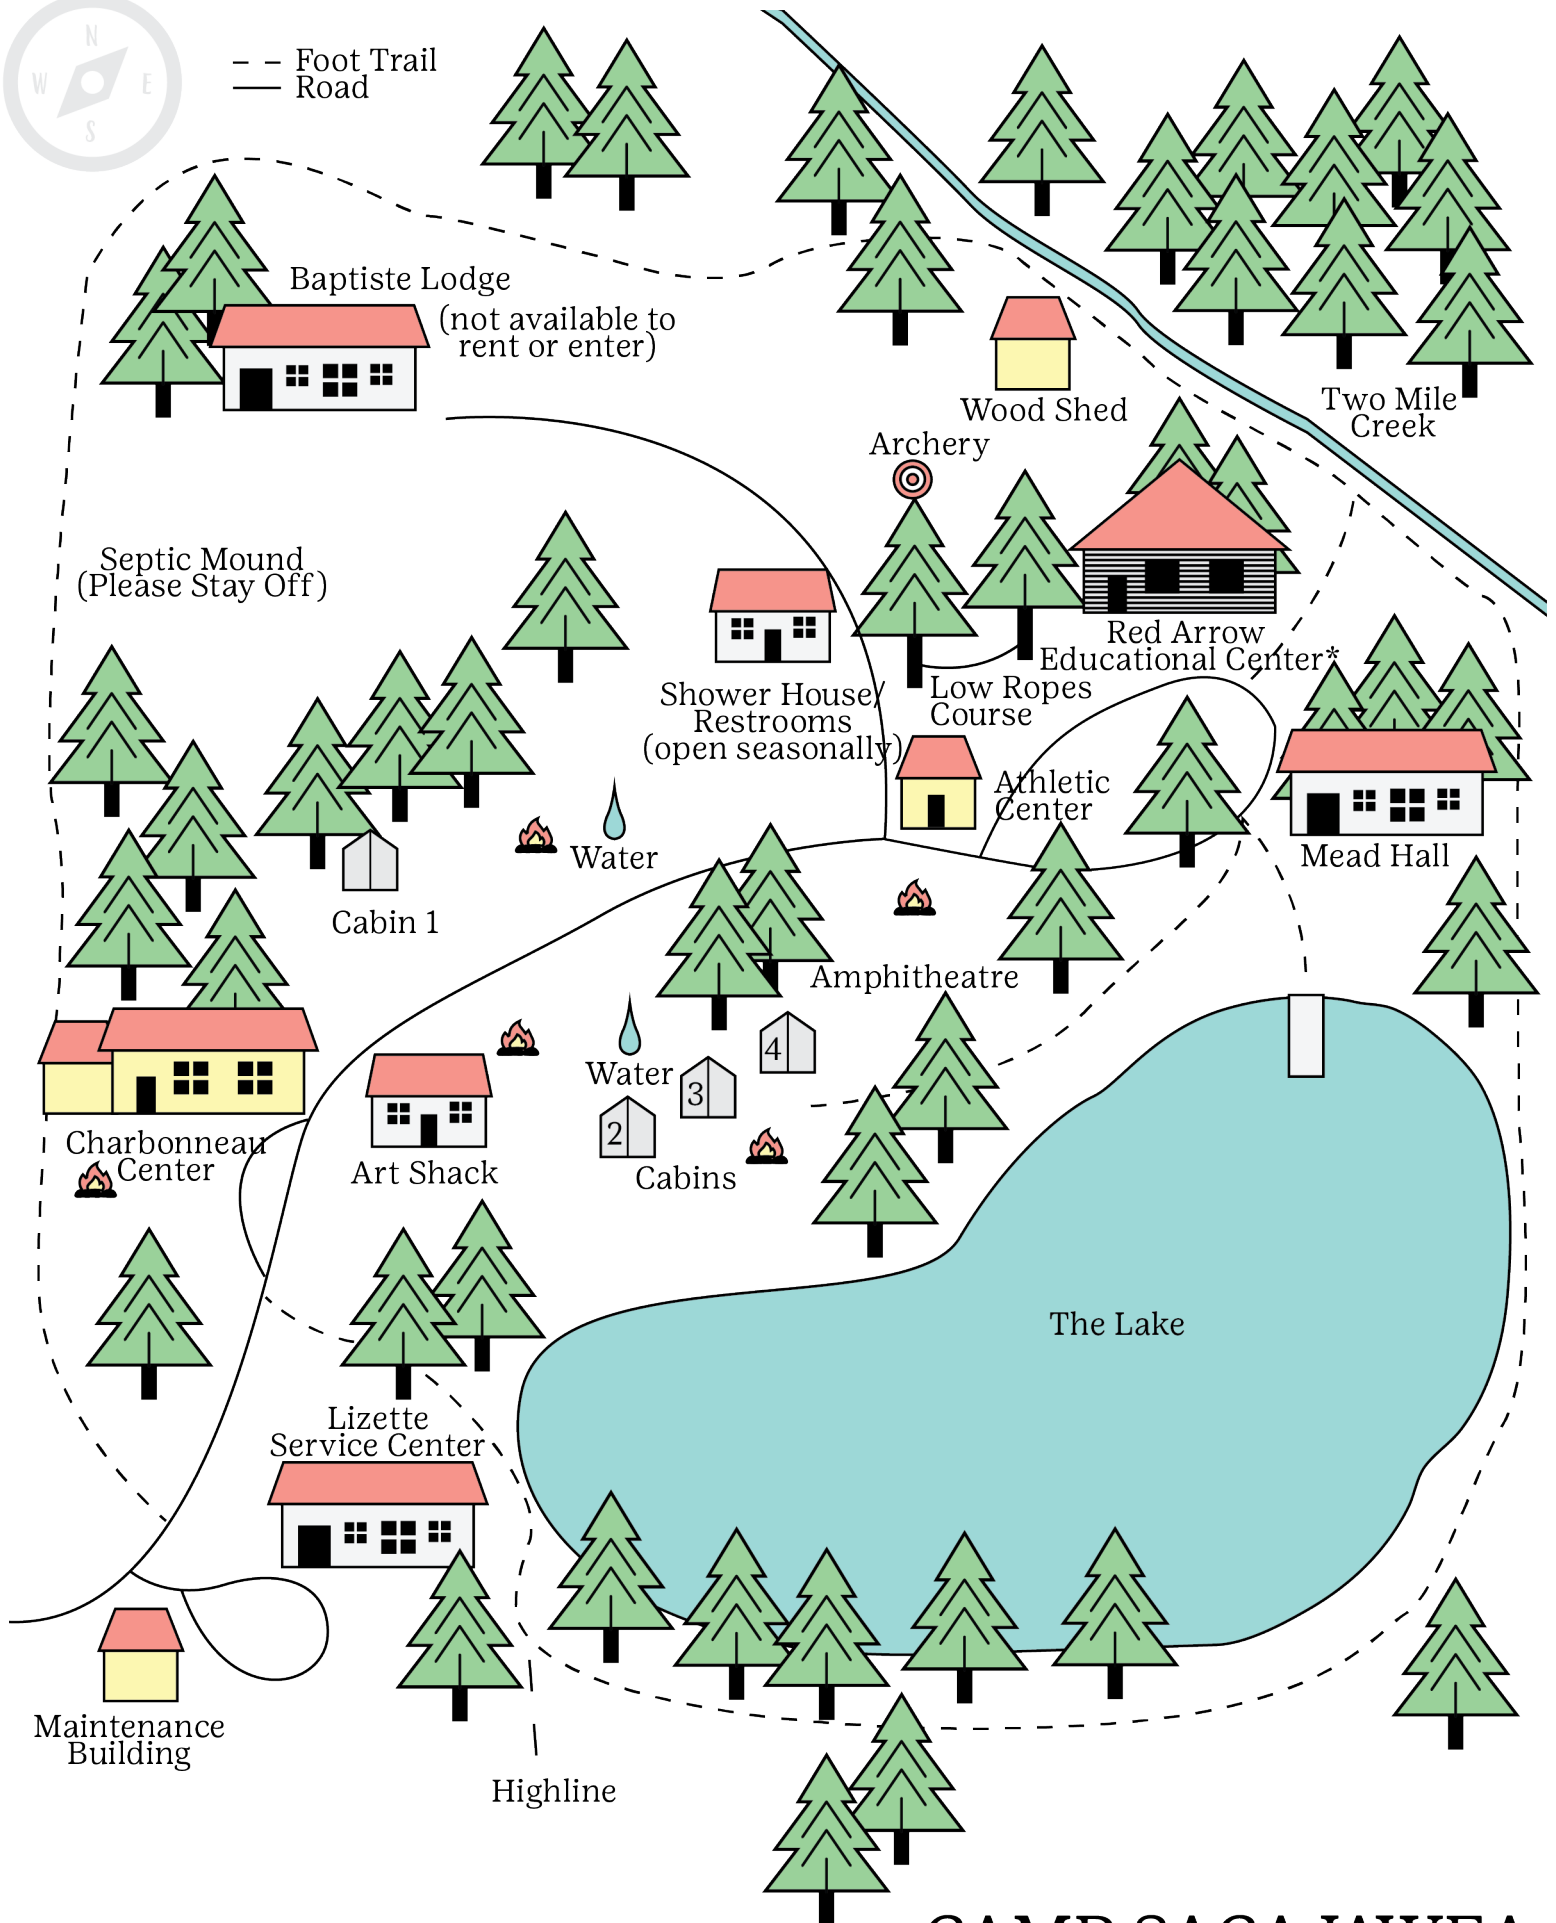 N
W E
S
Foot Trail
Road
Baptiste Lodge
(not available to
rent or enter)
Wood Shed
Two Mile
Creek
Archery
Septic Mound
(Please Stay Off)
Red Arrow
Educational Center*
Shower House/
Restrooms
(open seasonally)
Low Ropes
Course
Athletic
Center
Water
Mead Hall
Cabin 1
Amphitheatre
4
Water
3
2
Cabins
Charbonneau
Center
Art Shack
The Lake
Lizette
Service Center
Maintenance
Building
Highline